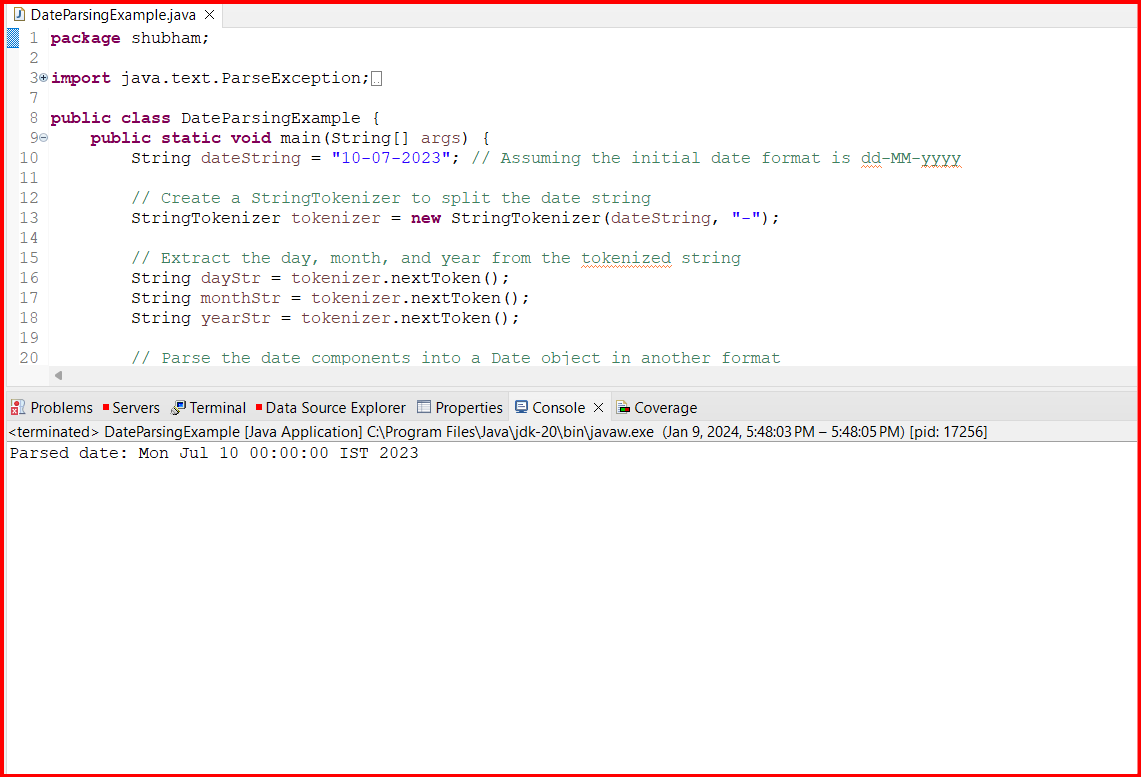 DateParsingExample.java
1 package shubham;
2
3 import java.text.ParseException;
7
8 public class DateParsingExample {
9     public static void main(String[] args) {
10         String dateString = "10-07-2023"; // Assuming the initial date format is dd-MM-yyyy
11
12         // Create a StringTokenizer to split the date string
13         StringTokenizer tokenizer = new StringTokenizer(dateString, "-");
14
15         // Extract the day, month, and year from the tokenized string
16         String dayStr = tokenizer.nextToken();
17         String monthStr = tokenizer.nextToken();
18         String yearStr = tokenizer.nextToken();
19
20         // Parse the date components into a Date object in another format
Problems Servers Terminal Data Source Explorer Properties Console Coverage
<terminated> DateParsingExample [Java Application] C:\Program Files\Java\jdk-20\bin\javaw.exe (Jan 9, 2024, 5:48:03 PM – 5:48:05 PM) [pid: 17256]
Parsed date: Mon Jul 10 00:00:00 IST 2023